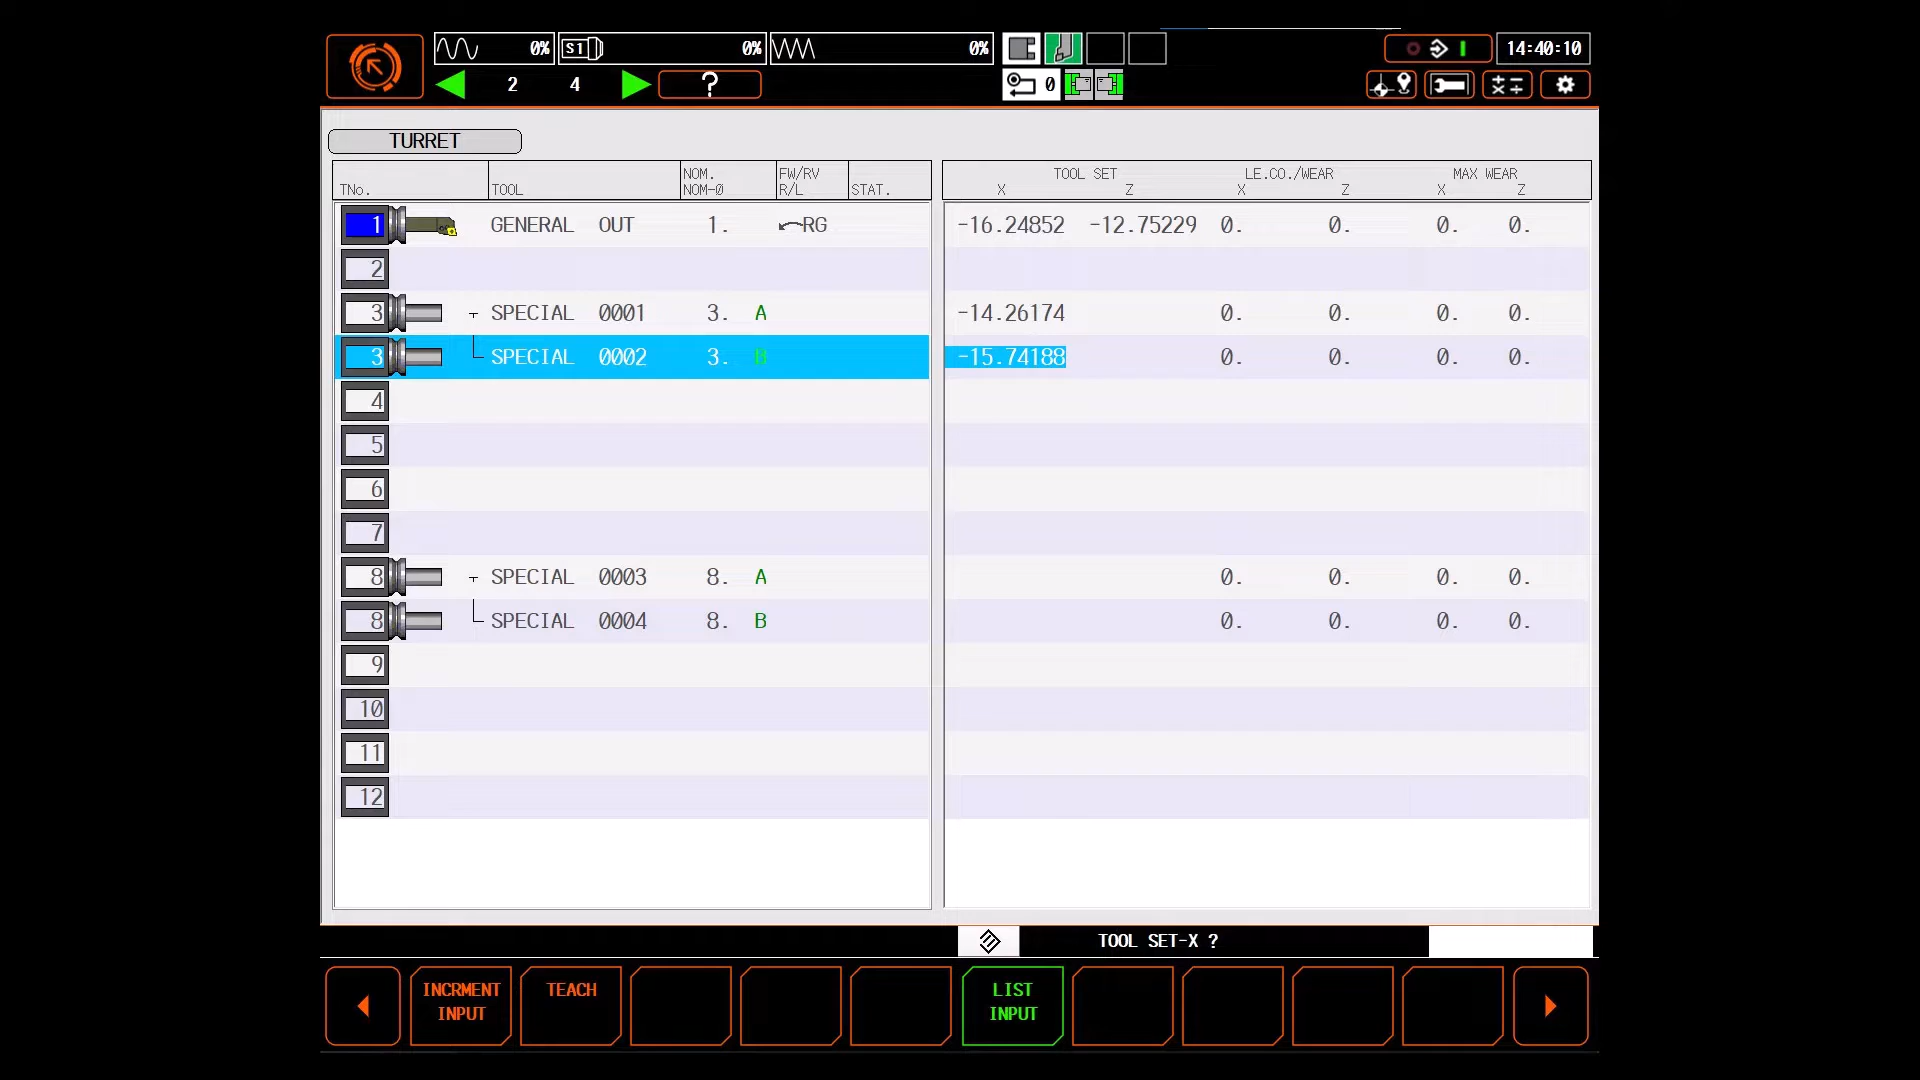 0% S1 0% 0% 14:40:10
2 4 ? 0
TURRET
TNo. TOOL NOM. NOM-Ø FW/RV R/L STAT. TOOL SET X Z LE.CO./WEAR X Z MAX WEAR X Z
1 GENERAL OUT 1. RG -16.24852 -12.75229 0. 0. 0. 0.
2
3 SPECIAL 0001 3. A -14.26174 0. 0. 0. 0.
3 SPECIAL 0002 3. B -15.74188 0. 0. 0. 0.
4
5
6
7
8 SPECIAL 0003 8. A 0. 0. 0. 0.
8 SPECIAL 0004 8. B 0. 0. 0. 0.
9
10
11
12
TOOL SET-X ?
INCRMENT INPUT
TEACH
LIST INPUT